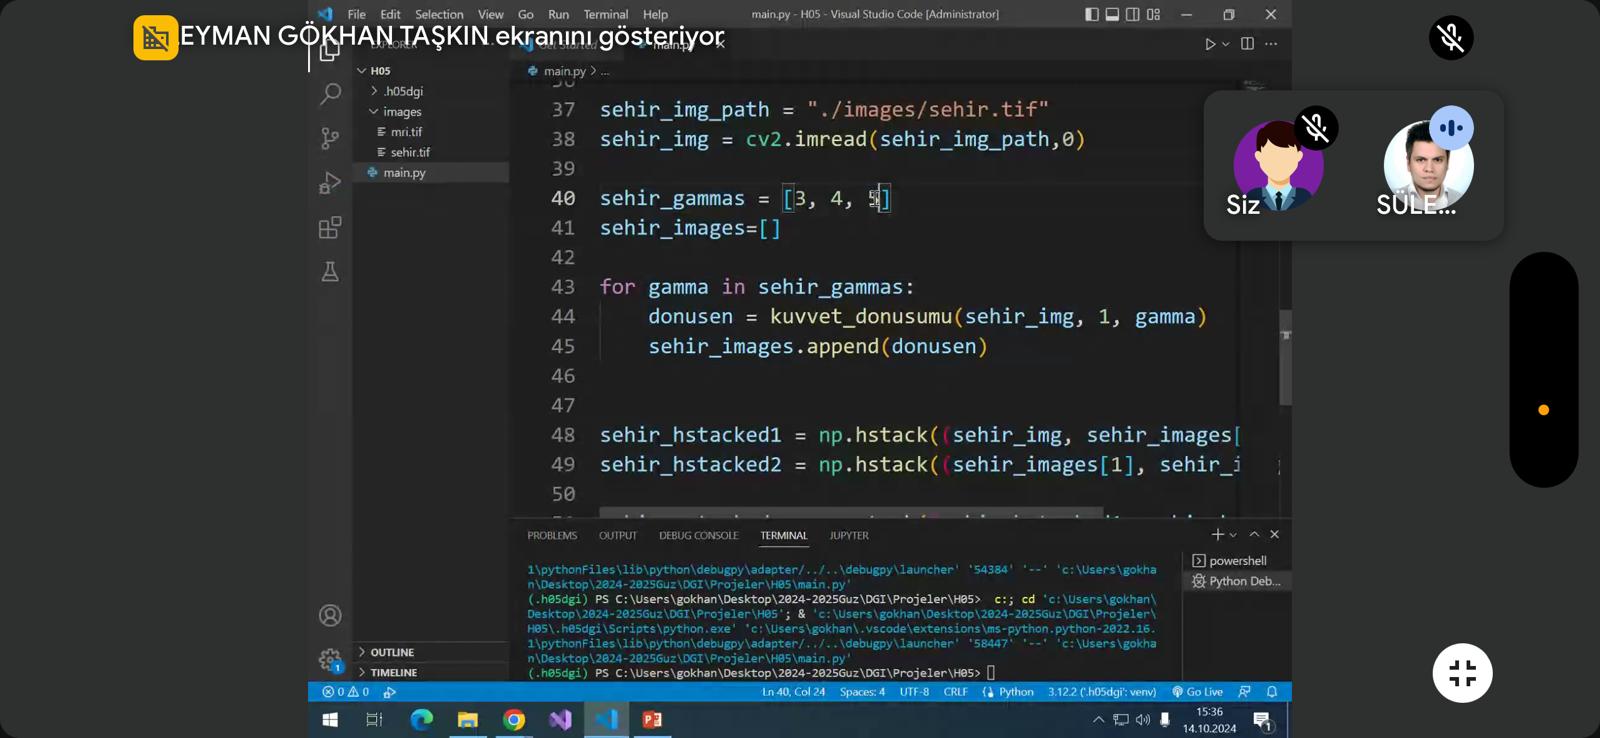 File Edit Selection View Go Run Terminal Help
main.py - H05 - Visual Studio Code [Administrator]
EYMAN GÖKHAN TAŞKIN ekranını gösteriyor
H05
.h05dgi
images
mri.tif
sehir.tif
main.py
OUTLINE
TIMELINE
main.py > ...
37 sehir_img_path = "./images/sehir.tif"
38 sehir_img = cv2.imread(sehir_img_path,0)
39
40 sehir_gammas = [3, 4, 5]
41 sehir_images=[]
42
43 for gamma in sehir_gammas:
44 donusen = kuvvet_donusumu(sehir_img, 1, gamma)
45 sehir_images.append(donusen)
46
47
48 sehir_hstacked1 = np.hstack((sehir_img, sehir_images[
49 sehir_hstacked2 = np.hstack((sehir_images[1], sehir_i
50
Siz
SÜLE...
PROBLEMS OUTPUT DEBUG CONSOLE TERMINAL JUPYTER
powershell
Python Deb...
1\pythonFiles\lib\python\debugpy\adapter/../..\debugpy\launcher' '54384' '--' 'c:\Users\gokha
n\Desktop\2024-2025Guz\DGI\Projeler\H05\main.py'
(.h05dgi) PS C:\Users\gokhan\Desktop\2024-2025Guz\DGI\Projeler\H05> c:; cd 'c:\Users\gokhan\
Desktop\2024-2025Guz\DGI\Projeler\H05'; & 'c:\Users\gokhan\Desktop\2024-2025Guz\DGI\Projeler\
H05\.h05dgi\Scripts\python.exe' 'c:\Users\gokhan\.vscode\extensions\ms-python.python-2022.16.
1\pythonFiles\lib\python\debugpy\adapter/../..\debugpy\launcher' '58447' '--' 'c:\Users\gokha
n\Desktop\2024-2025Guz\DGI\Projeler\H05\main.py'
(.h05dgi) PS C:\Users\gokhan\Desktop\2024-2025Guz\DGI\Projeler\H05>
0 0 Ln 40, Col 24 Spaces: 4 UTF-8 CRLF Python 3.12.2 ('.h05dgi': venv) Go Live
1
15:36
14.10.2024
1